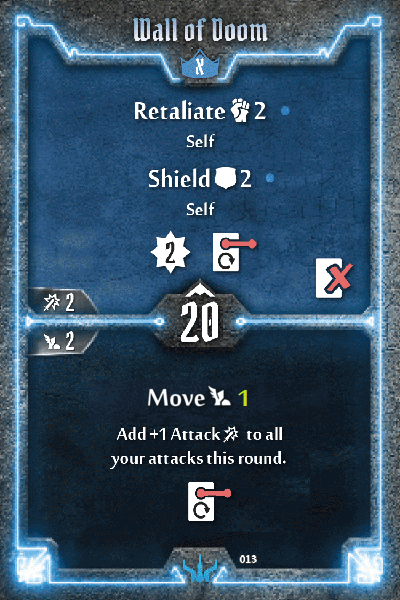 Wall of Doom
X
Retaliate 2
Self
Shield 2
Self
2
2
20
2
Move 1
Add +1 Attack to all
your attacks this round.
013